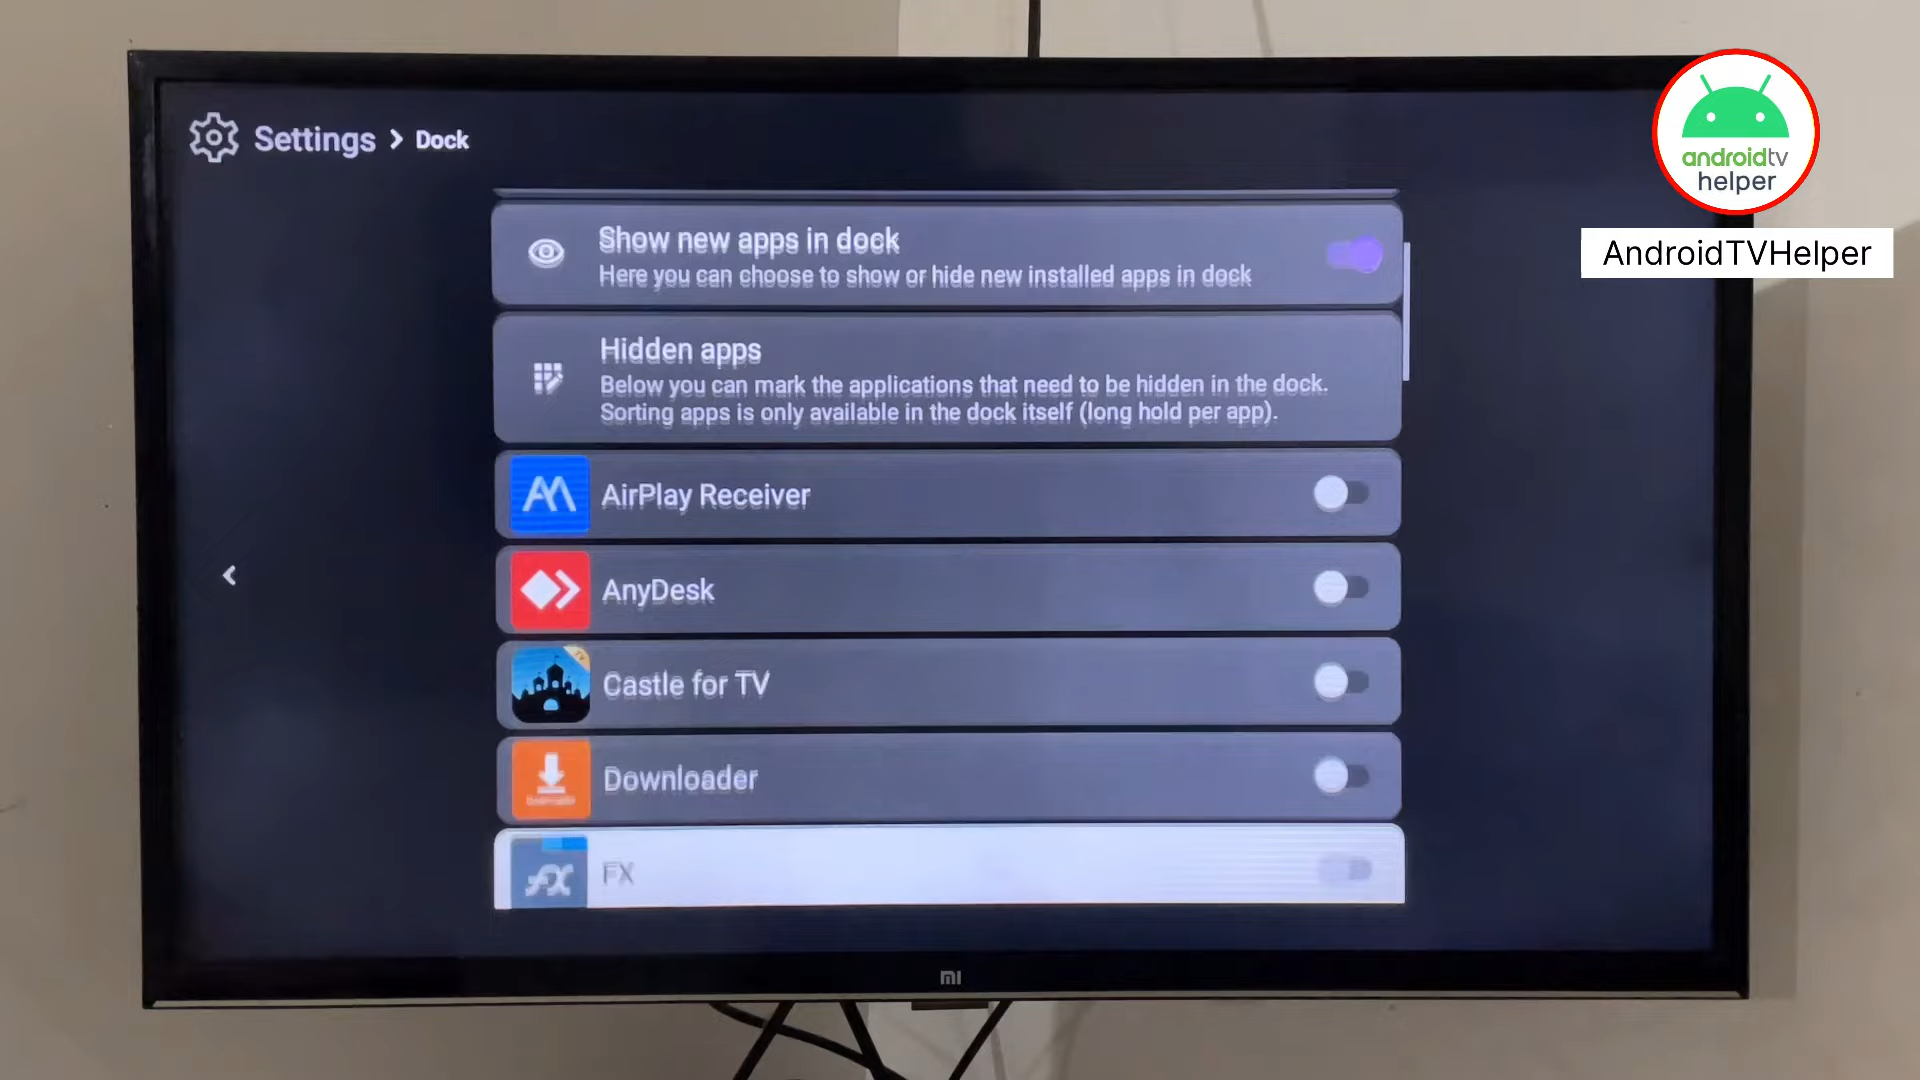 Settings > Dock
androidtv
helper
AndroidTVHelper
Show new apps in dock
Here you can choose to show or hide new installed apps in dock
Hidden apps
Below you can mark the applications that need to be hidden in the dock.
Sorting apps is only available in the dock itself (long hold per app).
AirPlay Receiver
AnyDesk
TV
Castle for TV
Downloader
FX
FX
mi